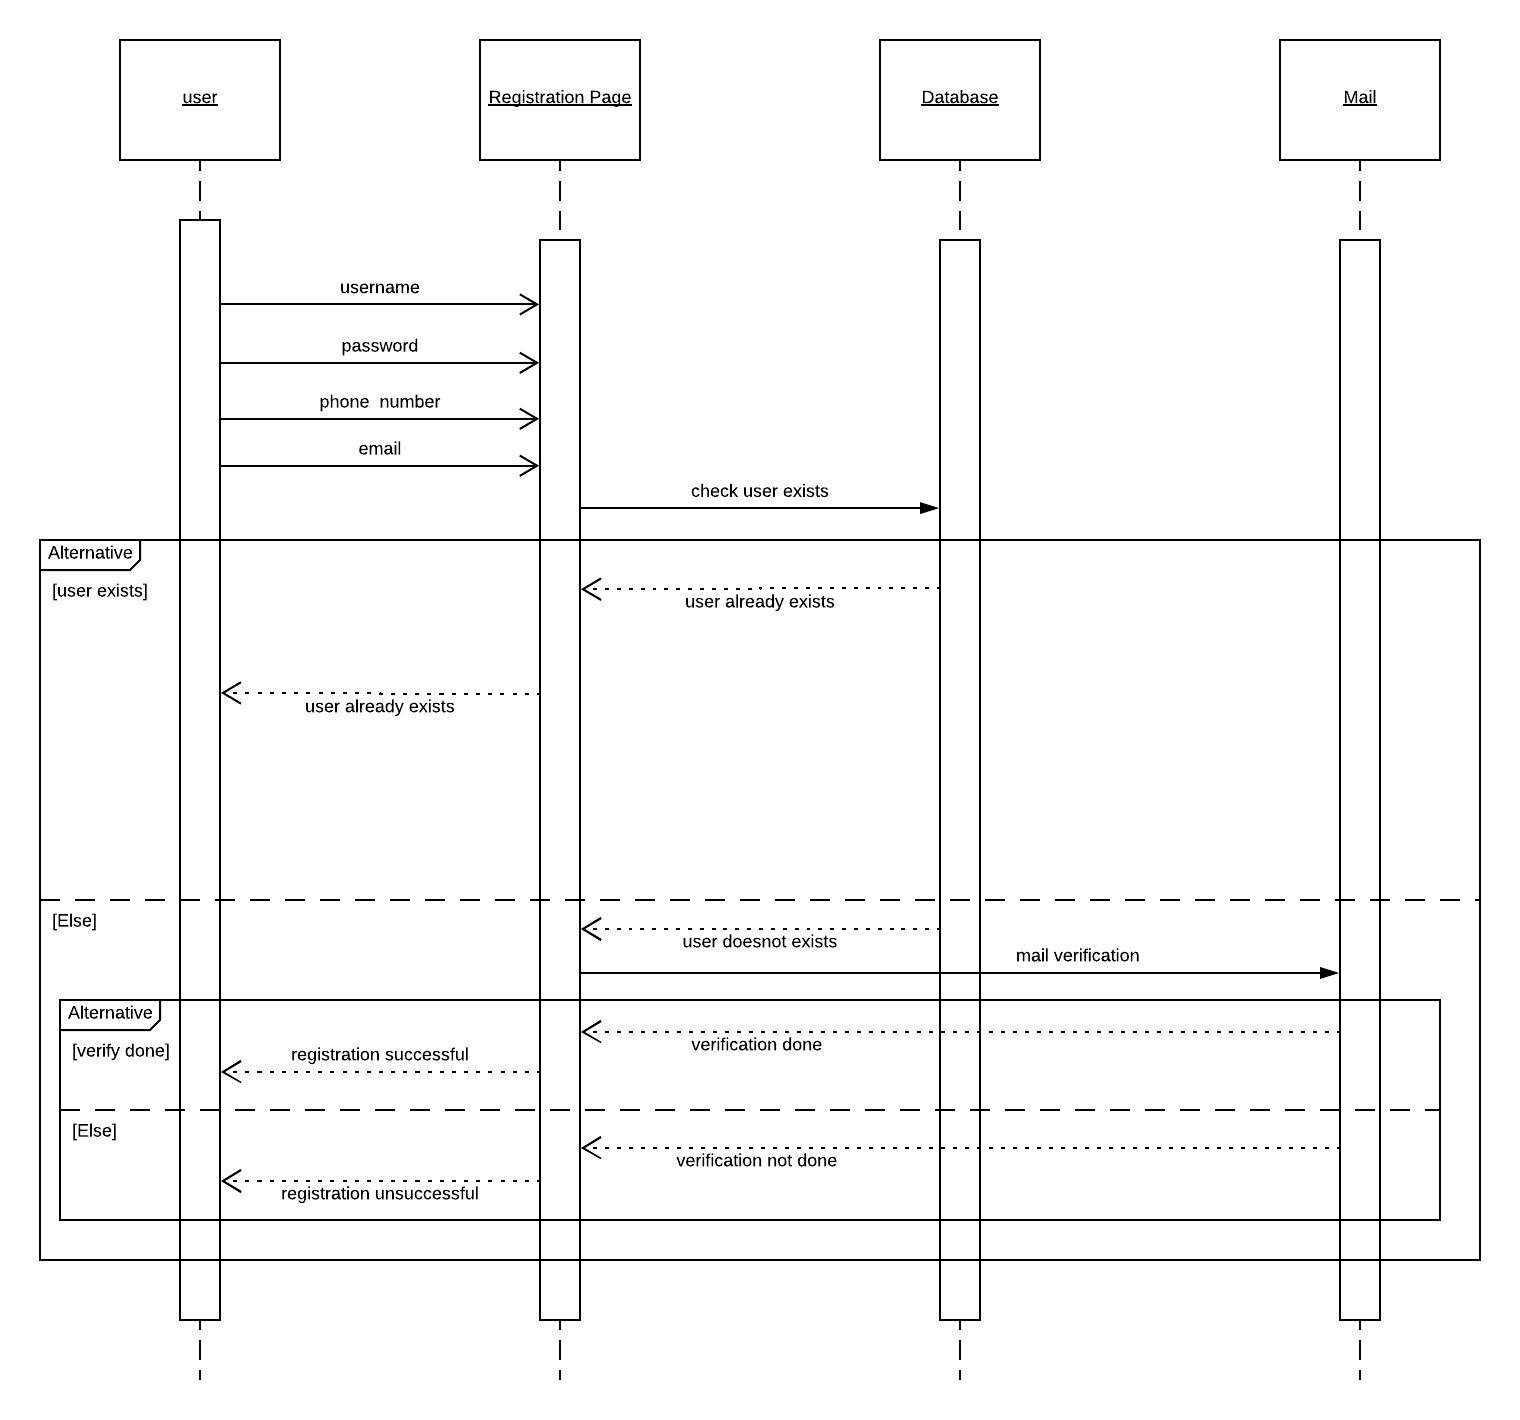 user
Registration Page
Database
Mail
username
password
phone  number
email
check user exists
Alternative
[user exists]
user already exists
user already exists
[Else]
user doesnot exists
mail verification
Alternative
[verify done]
verification done
registration successful
[Else]
verification not done
registration unsuccessful